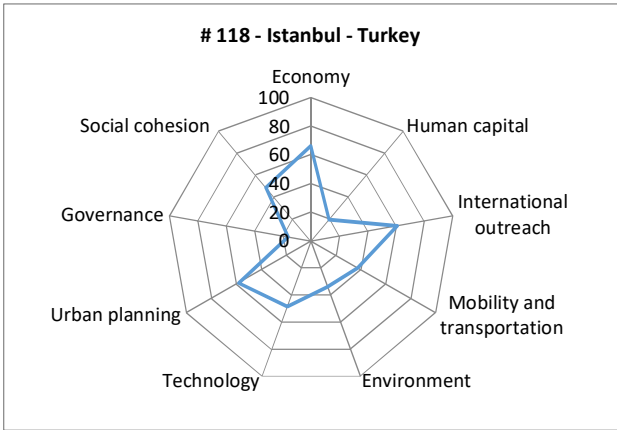 # 118 - Istanbul - Turkey
Economy
100
80
60
40
20
0
Human capital
International
outreach
Mobility and
transportation
Environment
Technology
Urban planning
Governance
Social cohesion